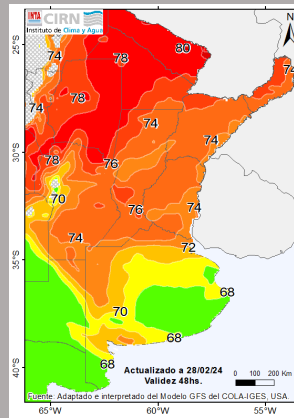 INTA CIRN
Instituto de Clima y Agua
N
80
74
78
74
25°S
78
74
74
74
30°S
78
76
70
76
74
74
72
35°S
68
70
68
68
Actualizado a 28/02/24
Validez 48hs.
0 100 200 Km
40°S
Fuente: Adaptado e interpretado del Modelo GFS del COLA-IGES, USA.
65°W 60°W 55°W